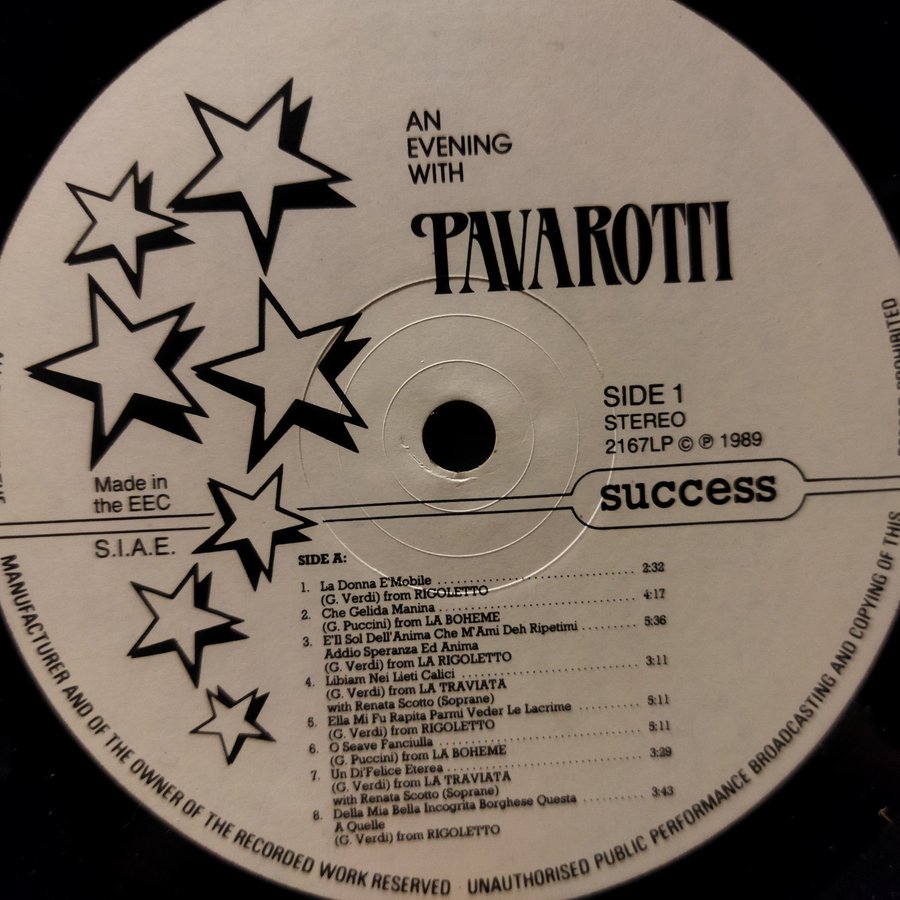 AN
EVENING
WITH
PAVAROTTI
SIDE 1
STEREO
2167LP © ℗ 1989
success
Made in
the EEC
S.I.A.E.
SIDE A:
1. La Donna E'Mobile .......... 2:32
(G. Verdi) from RIGOLETTO
2. Che Gelida Manina .......... 4:17
(G. Puccini) from LA BOHEME
3. E'Il Sol Dell'Anima Che M'Ami Deh Ripetimi .......... 5:36
Addio Speranza Ed Anima
(G. Verdi) from LA RIGOLETTO
4. Libiam Nei Lieti Calici .......... 3:11
(G. Verdi) from LA TRAVIATA
with Renata Scotto (Soprane)
5. Ella Mi Fu Rapita Parmi Veder Le Lacrime .......... 5:11
(G. Verdi) from RIGOLETTO
6. O Seave Fanciulla .......... 5:11
(G. Puccini) from LA BOHEME
7. Un Di'Felice Eterea .......... 3:29
(G. Verdi) from LA TRAVIATA
with Renata Scotto (Soprane)
8. Della Mia Bella Incogrita Borghese Questa .......... 3:43
A Quelle
(G. Verdi) from RIGOLETTO
MANUFACTURER AND OF THE OWNER OF THE RECORDED WORK RESERVED · UNAUTHORISED PUBLIC PERFORMANCE BROADCASTING AND COPYING OF THIS